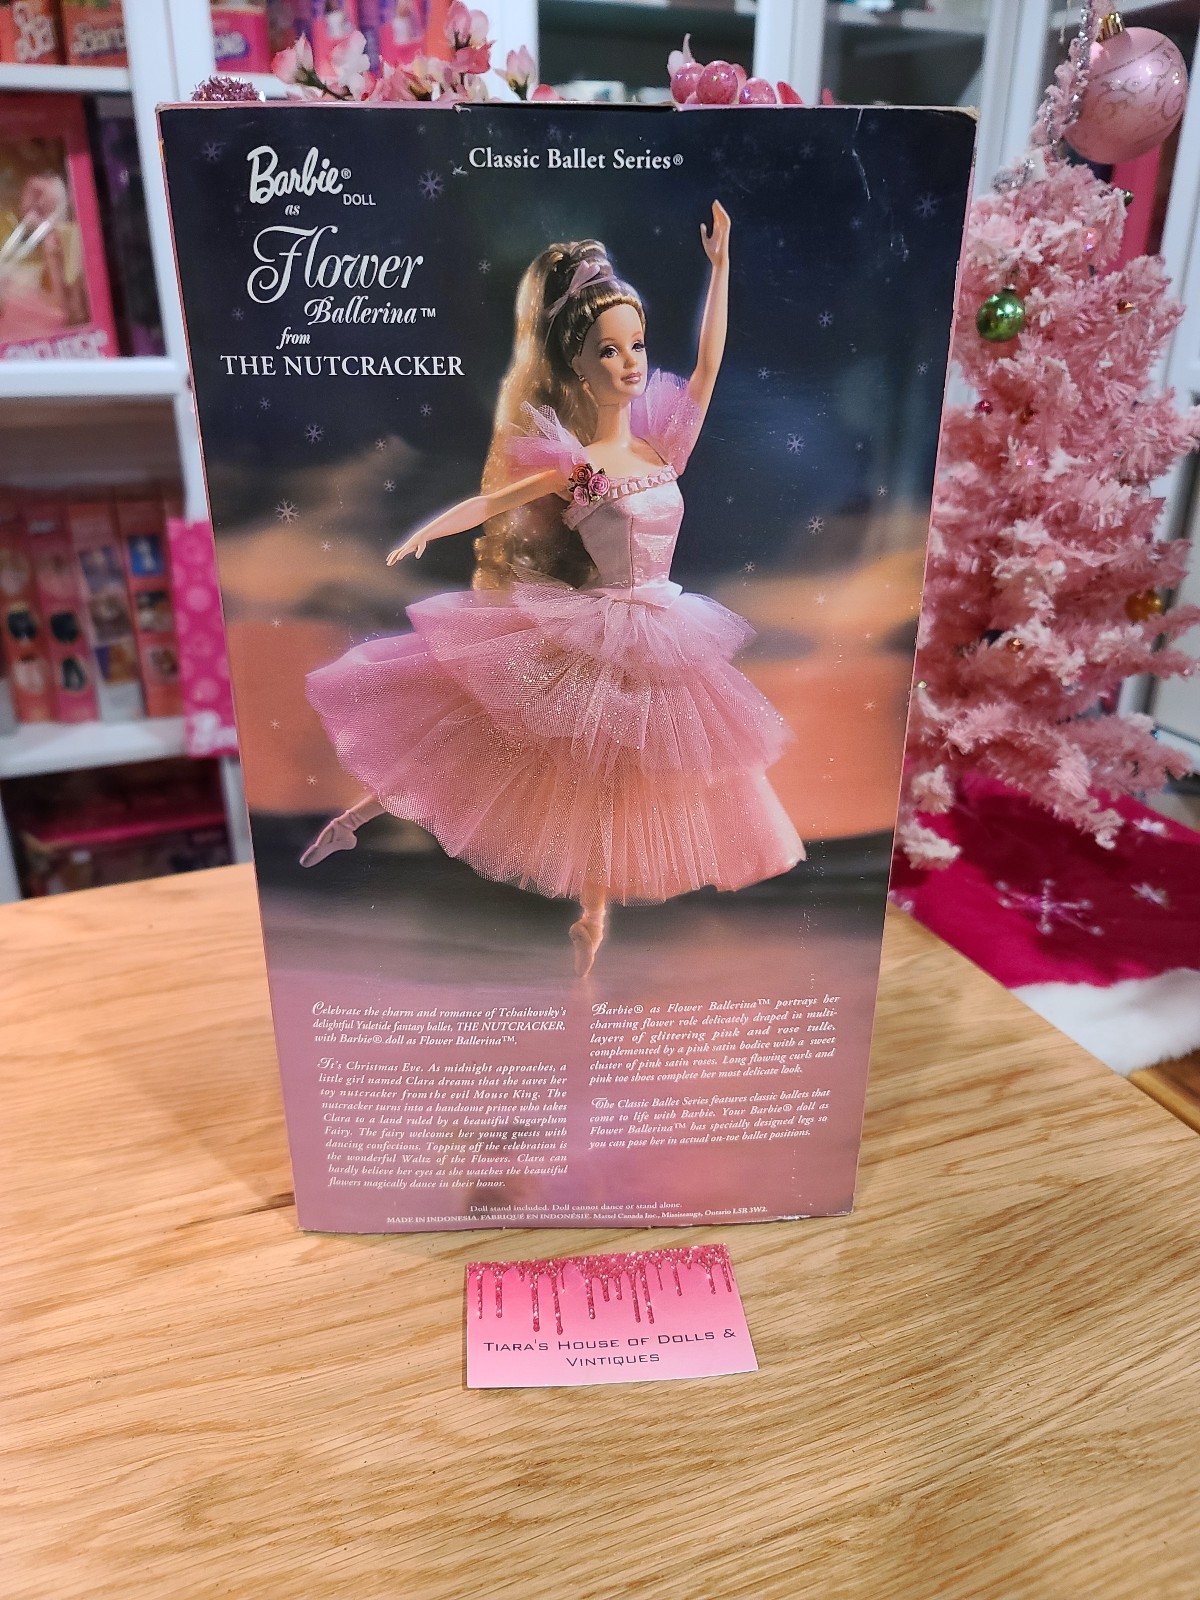 Barbie®
DOLL
as
Flower
Ballerina™
from
THE NUTCRACKER
Classic Ballet Series®
Celebrate the charm and romance of Tchaikovsky's
delightful Yuletide fantasy ballet, THE NUTCRACKER,
with Barbie® doll as Flower Ballerina™.
It's Christmas Eve. As midnight approaches, a
little girl named Clara dreams that she saves her
toy nutcracker from the evil Mouse King. The
nutcracker turns into a handsome prince who takes
Clara to a land ruled by a beautiful Sugarplum
Fairy. The fairy welcomes her young guests with
dancing confections. Topping off the celebration is
the wonderful Waltz of the Flowers. Clara can
hardly believe her eyes as she watches the beautiful
flowers magically dance in their honor.
Barbie® as Flower Ballerina™ portrays her
charming flower role delicately draped in multi-
layers of glittering pink and rose tulle,
complemented by a pink satin bodice with a sweet
cluster of pink satin roses. Long flowing curls and
pink toe shoes complete her most delicate look.
The Classic Ballet Series features classic ballets that
come to life with Barbie. Your Barbie® doll as
Flower Ballerina™ has specially designed legs so
you can pose her in actual on-toe ballet positions.
Doll stand included. Doll cannot dance or stand alone.
MADE IN INDONESIA. FABRIQUÉ EN INDONÉSIE. Mattel Canada Inc., Mississauga, Ontario L5R 3W2.
TIARA'S HOUSE OF DOLLS &
VINTIQUES